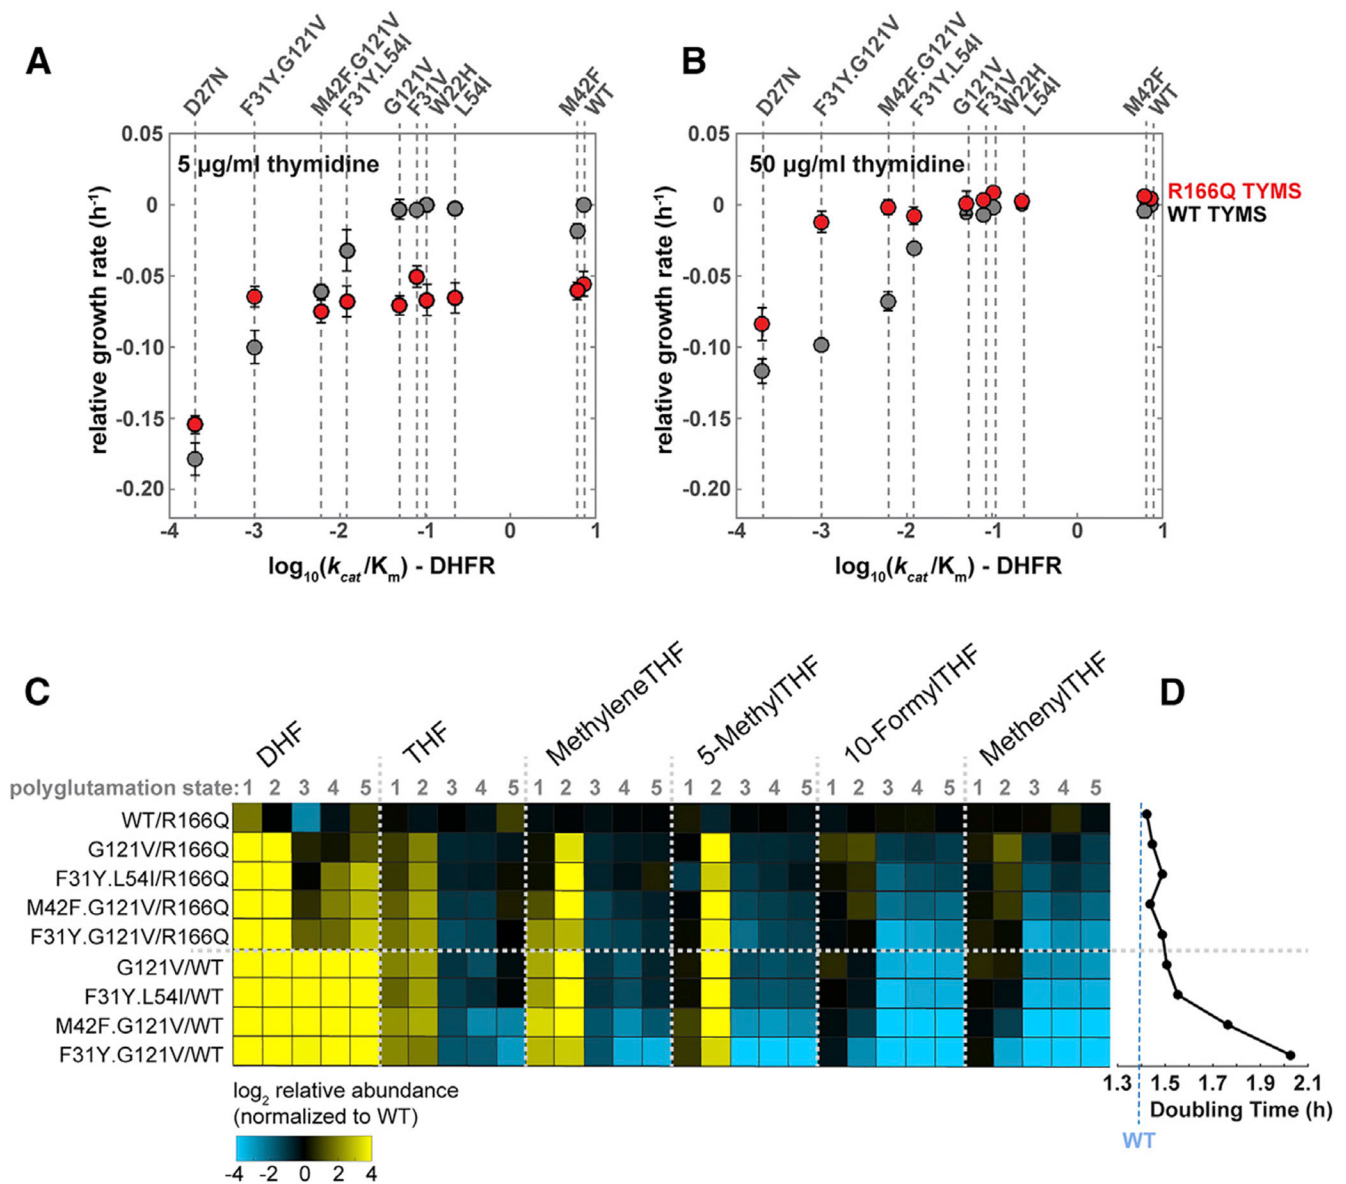 A
D27N
F31Y.G121V
M42F.G121V
F31Y.L54I
G121V
F31V
W22H
L54I
M42F
WT
5 µg/ml thymidine
relative growth rate (h-1)
0.05
0
-0.05
-0.10
-0.15
-0.20
-4 -3 -2 -1 0 1
log10(kcat/Km) - DHFR
B
D27N
F31Y.G121V
M42F.G121V
F31Y.L54I
G121V
F31V
W22H
L54I
M42F
WT
50 µg/ml thymidine
R166Q TYMS
WT TYMS
relative growth rate (h-1)
0.05
0
-0.05
-0.10
-0.15
-0.20
-4 -3 -2 -1 0 1
log10(kcat/Km) - DHFR
C
DHF
THF
MethyleneTHF
5-MethylTHF
10-FormylTHF
MethenylTHF
polyglutamation state: 1 2 3 4 5 1 2 3 4 5 1 2 3 4 5 1 2 3 4 5 1 2 3 4 5 1 2 3 4 5
WT/R166Q
G121V/R166Q
F31Y.L54I/R166Q
M42F.G121V/R166Q
F31Y.G121V/R166Q
G121V/WT
F31Y.L54I/WT
M42F.G121V/WT
F31Y.G121V/WT
log2 relative abundance
(normalized to WT)
-4 -2 0 2 4
D
1.3 1.5 1.7 1.9 2.1
Doubling Time (h)
WT